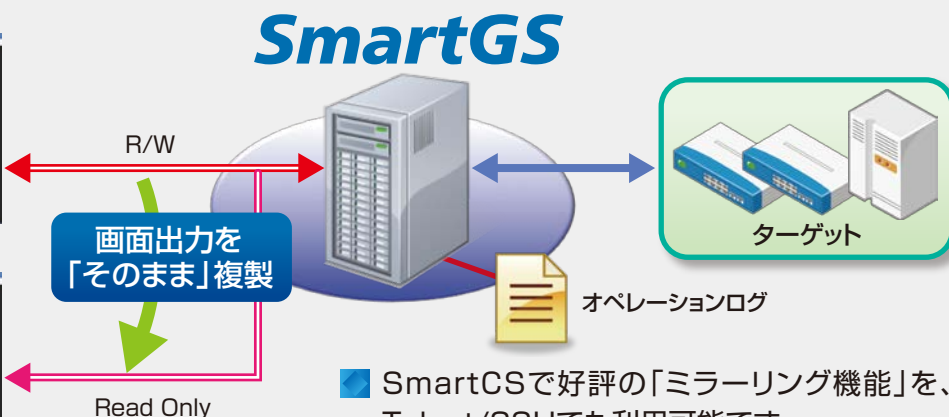 SmartGS
R/W
画面出力を
「そのまま」複製
ターゲット
オペレーションログ
Read Only
SmartCSで好評の「ミラーリング機能」を、